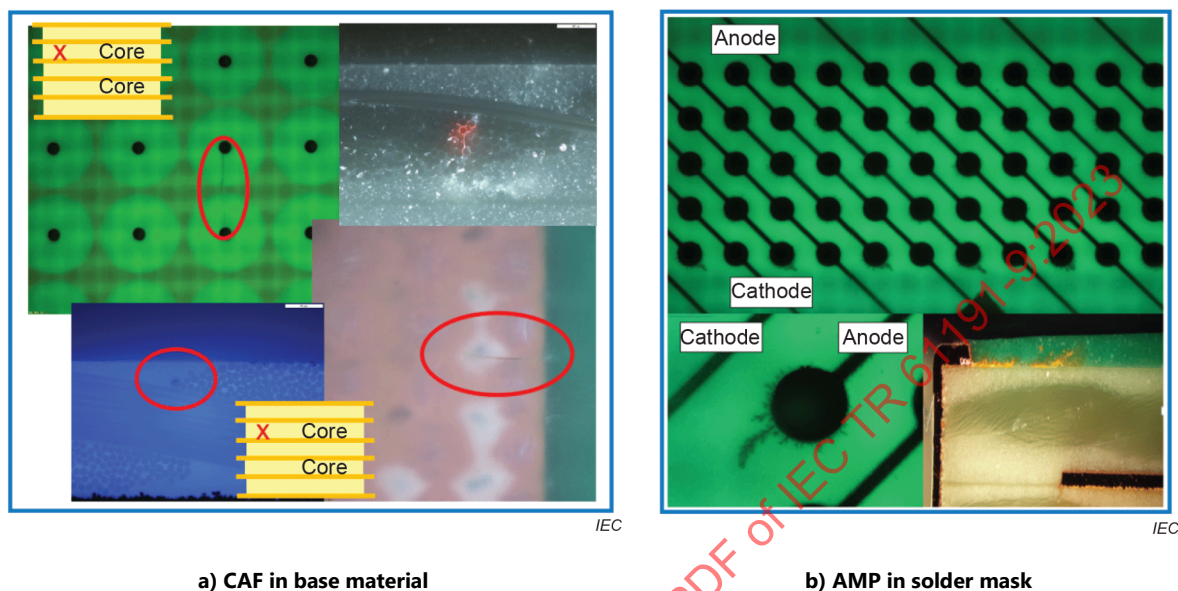 X Core
Core
X Core
Core
IEC
a) CAF in base material
Anode
Cathode
Cathode
Anode
IEC
b) AMP in solder mask
PDF of IEC TR 61191-9:2023